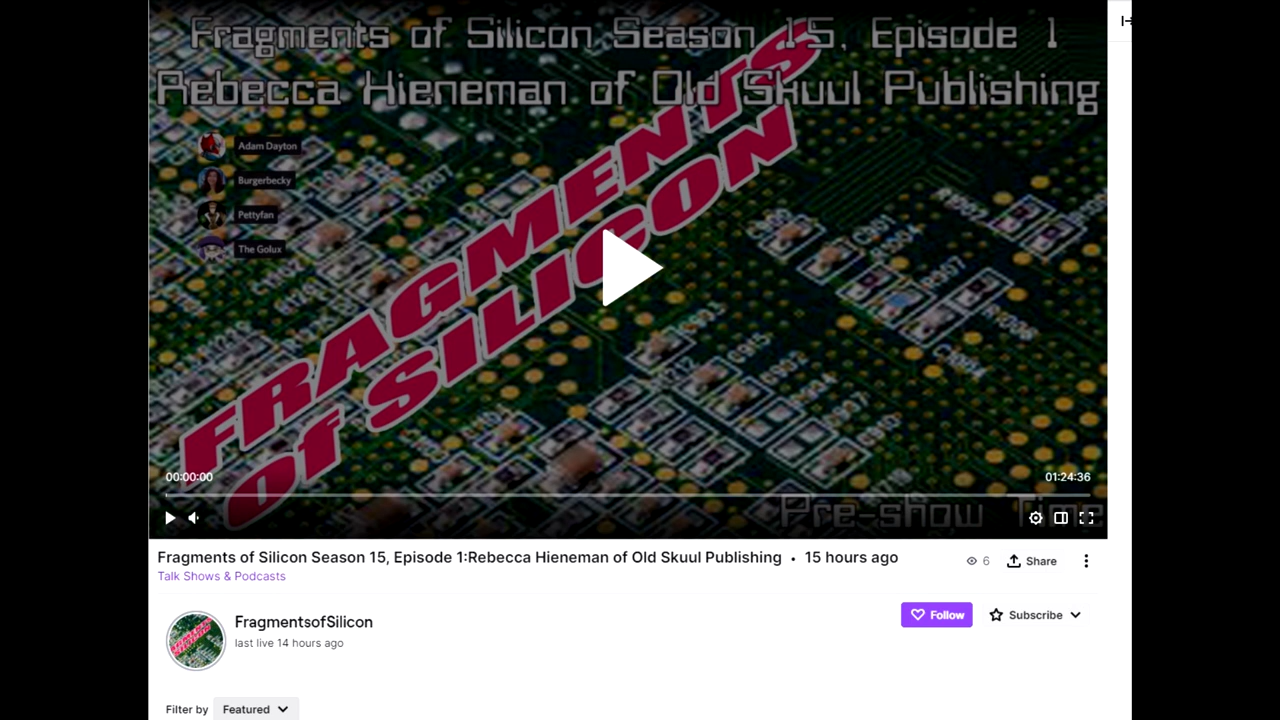 Fragments of Silicon Season 15, Episode 1
Rebecca Hieneman of Old Skuul Publishing
Adam Dayton
Burgerbecky
Pettyfan
The Golux
FRAGMENTS
Of SILICON
00:00:00
01:24:36
Pre-show Time
Fragments of Silicon Season 15, Episode 1:Rebecca Hieneman of Old Skuul Publishing • 15 hours ago
6
Share
Talk Shows & Podcasts
FragmentsofSilicon
last live 14 hours ago
Follow
Subscribe
Filter by
Featured